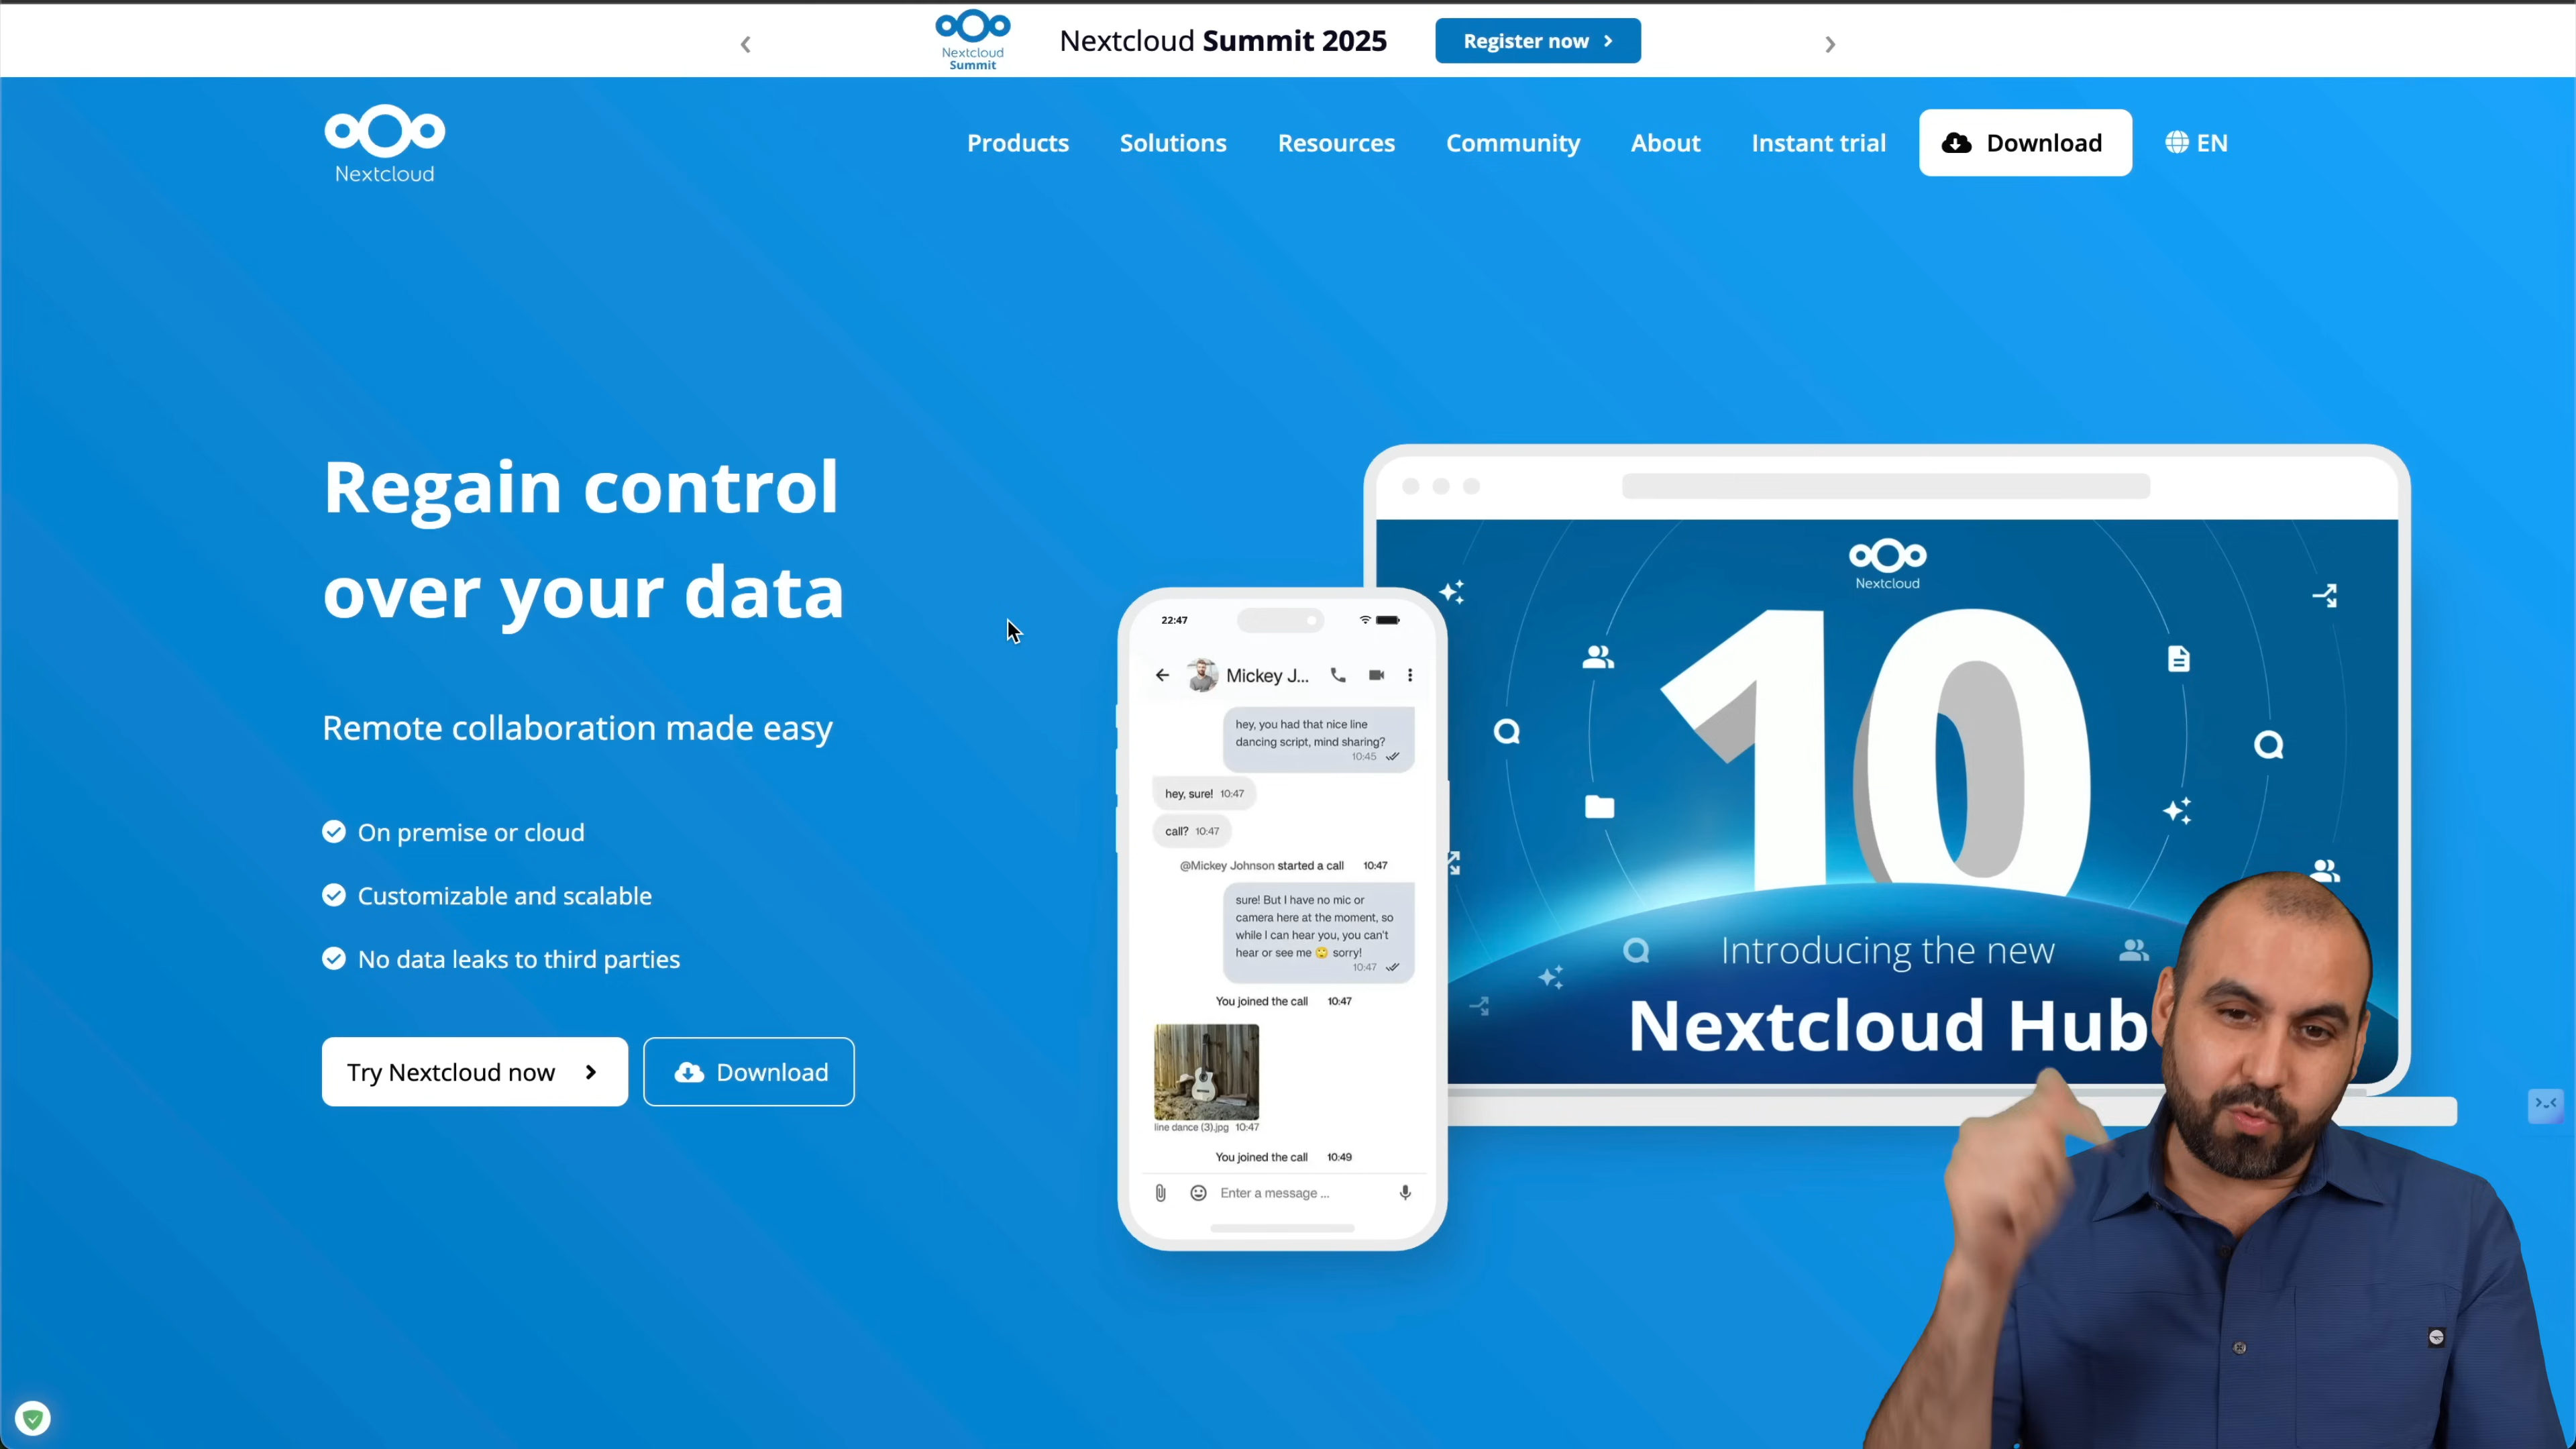 Nextcloud
Summit
Nextcloud Summit 2025
Register now
Nextcloud
Products
Solutions
Resources
Community
About
Instant trial
Download
EN
Regain control
over your data
Remote collaboration made easy
On premise or cloud
Customizable and scalable
No data leaks to third parties
Try Nextcloud now
Download
22:47
Mickey J...
hey, you had that nice line
dancing script, mind sharing?
10:45
hey, sure! 10:47
call? 10:47
@Mickey Johnson started a call 10:47
sure! But I have no mic or
camera here at the moment, so
while I can hear you, you can't
hear or see me 🙄 sorry!
10:47
You joined the call 10:47
line dance (3).jpg 10:47
You joined the call 10:49
Enter a message ...
Nextcloud
10
Introducing the new
Nextcloud Hub